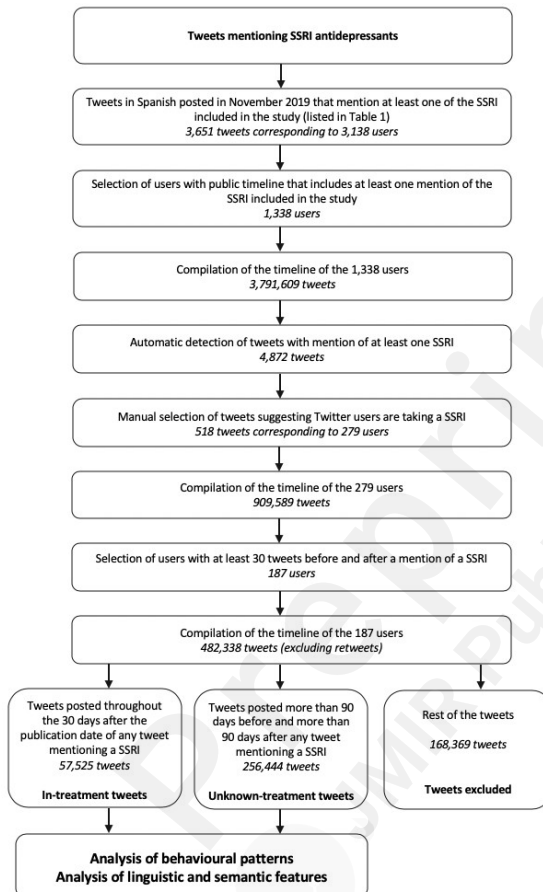 Tweets mentioning SSRI antidepressants
Tweets in Spanish posted in November 2019 that mention at least one of the SSRI
included in the study (listed in Table 1)
3,651 tweets corresponding to 3,138 users
Selection of users with public timeline that includes at least one mention of the
SSRI included in the study
1,338 users
Compilation of the timeline of the 1,338 users
3,791,609 tweets
Automatic detection of tweets with mention of at least one SSRI
4,872 tweets
Manual selection of tweets suggesting Twitter users are taking a SSRI
518 tweets corresponding to 279 users
Compilation of the timeline of the 279 users
909,589 tweets
Selection of users with at least 30 tweets before and after a mention of a SSRI
187 users
Compilation of the timeline of the 187 users
482,338 tweets (excluding retweets)
Tweets posted throughout
the 30 days after the
publication date of any tweet
mentioning a SSRI
57,525 tweets
In-treatment tweets
Tweets posted more than 90
days before and more than
90 days after any tweet
mentioning a SSRI
256,444 tweets
Unknown-treatment tweets
Rest of the tweets
168,369 tweets
Tweets excluded
Analysis of behavioural patterns
Analysis of linguistic and semantic features
Preprin
JMIR Publ